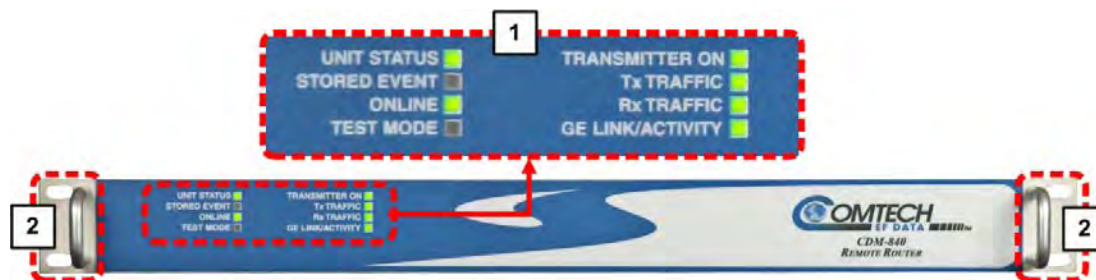 1
UNIT STATUS
STORED EVENT
ONLINE
TEST MODE
TRANSMITTER ON
Tx TRAFFIC
Rx TRAFFIC
GE LINK/ACTIVITY
2
UNIT STATUS
STORED EVENT
ONLINE
TEST MODE
TRANSMITTER ON
Tx TRAFFIC
Rx TRAFFIC
GE LINK/ACTIVITY
COMTECH
EF DATA
CDM-840
REMOTE ROUTER
2